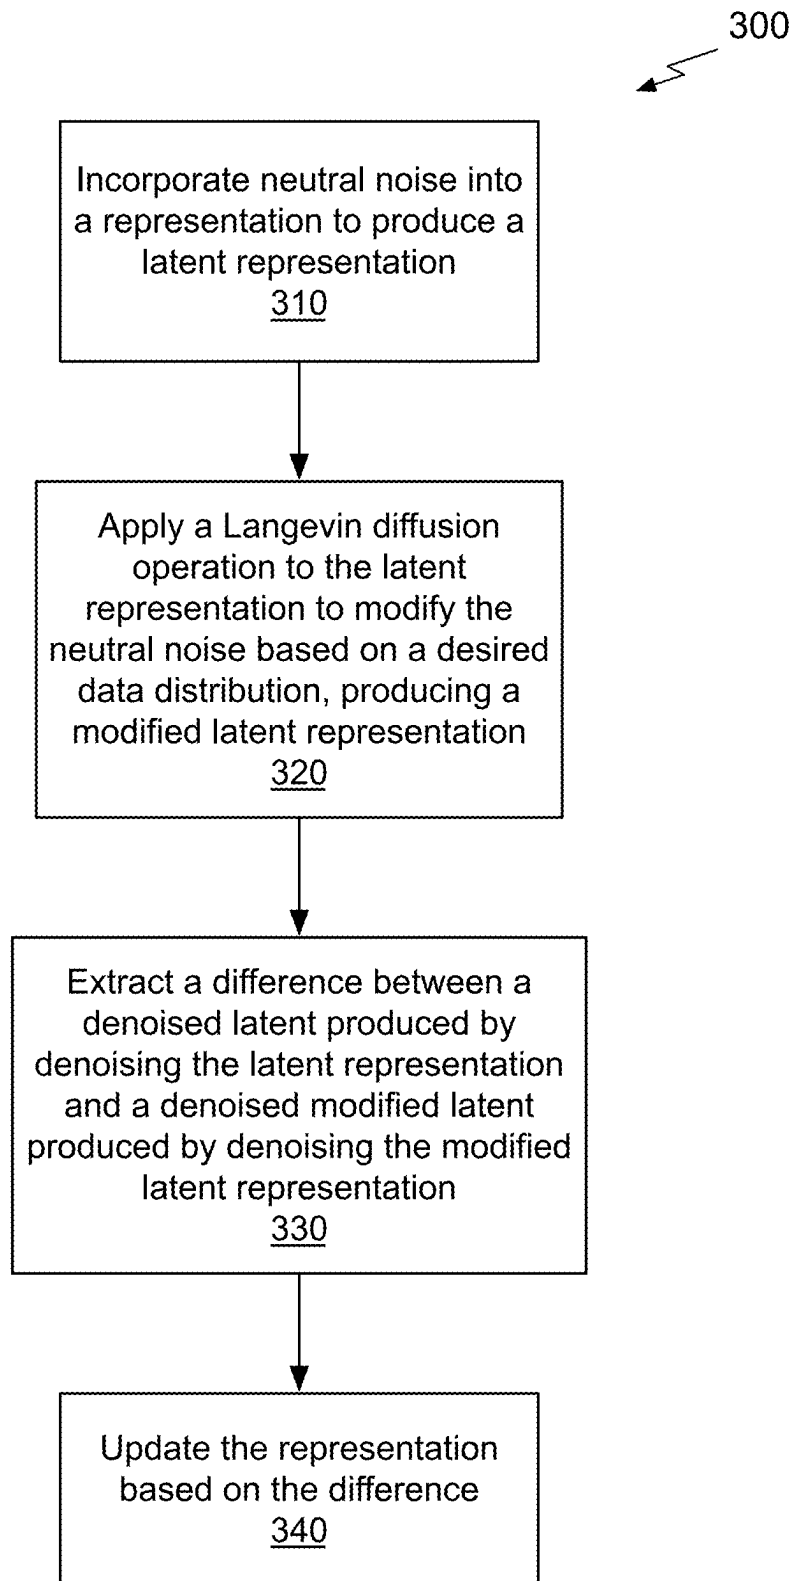 300
Incorporate neutral noise into
a representation to produce a
latent representation
310
Apply a Langevin diffusion
operation to the latent
representation to modify the
neutral noise based on a desired
data distribution, producing a
modified latent representation
320
Extract a difference between a
denoised latent produced by
denoising the latent representation
and a denoised modified latent
produced by denoising the modified
latent representation
330
Update the representation
based on the difference
340